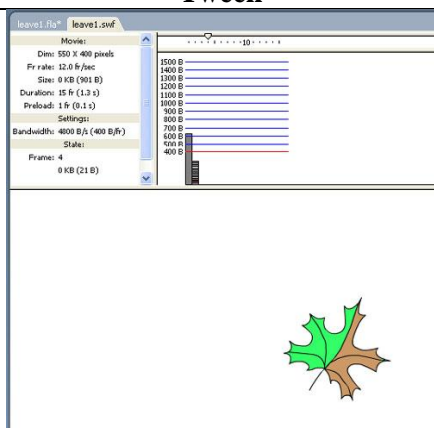 Tween
leave1.fla* leave1.swf
Movie:
Dim: 550 X 400 pixels
Fr rate: 12.0 fr/sec
Size: 0 KB (901 B)
Duration: 15 fr (1.3 s)
Preload: 1 fr (0.1 s)
Settings:
Bandwidth: 4800 B/s (400 B/fr)
State:
Frame: 4
0 KB (21 B)
10
1500 B
1400 B
1300 B
1200 B
1100 B
1000 B
900 B
800 B
700 B
600 B
500 B
400 B